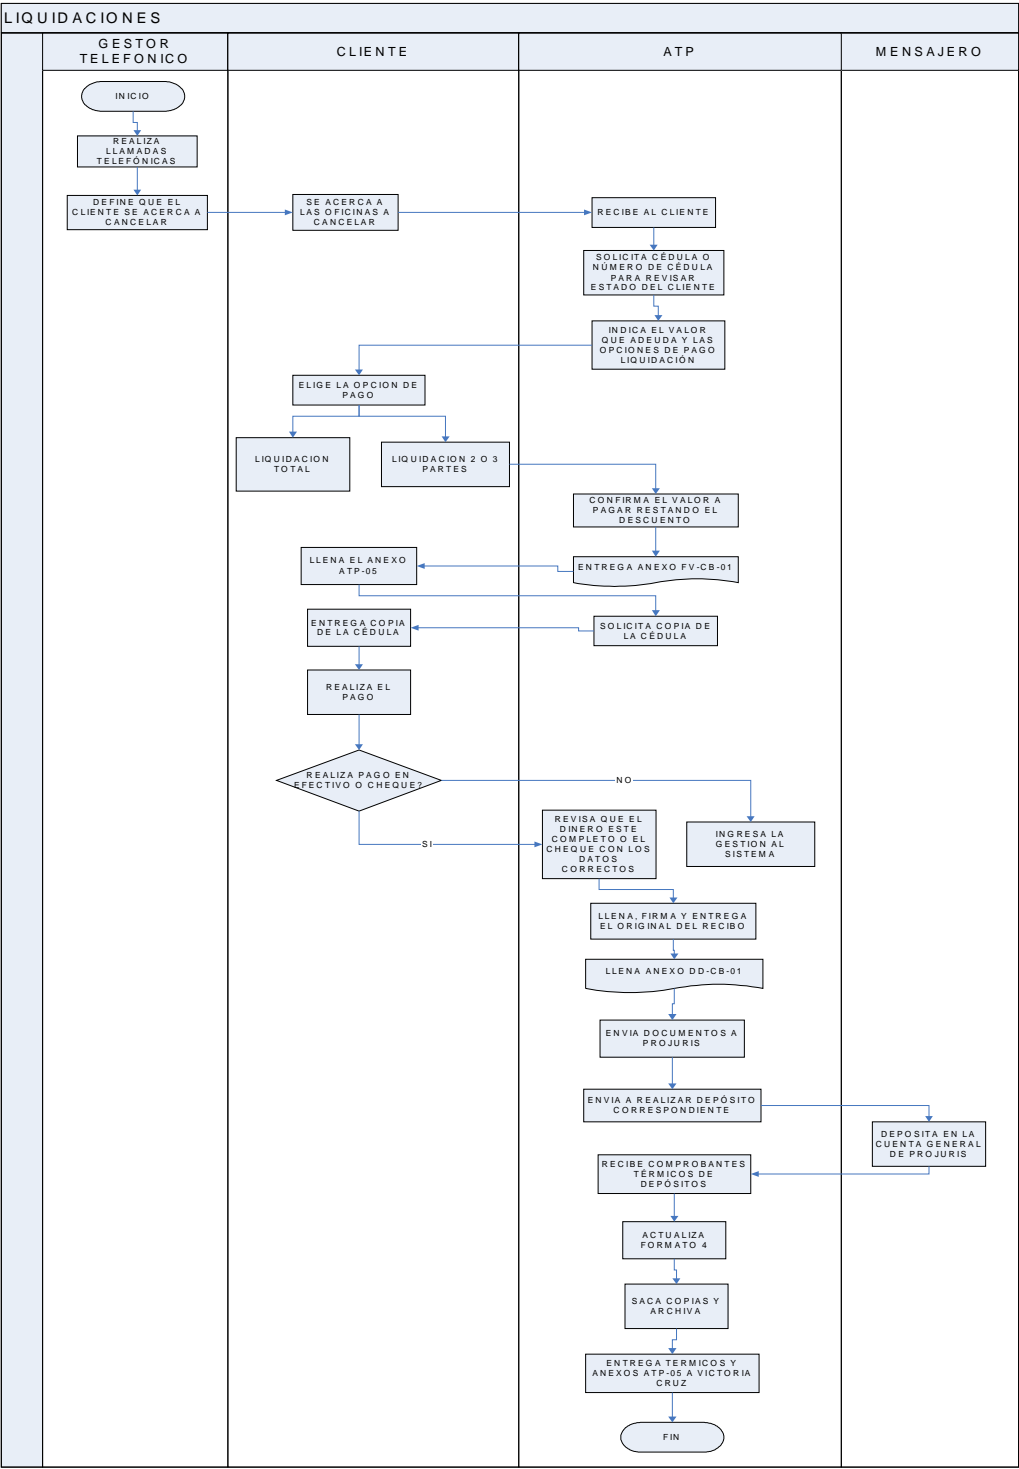 LIQUIDACIONES
GESTOR
TELEFONICO
CLIENTE
ATP
MENSAJERO
INICIO
REALIZA
LLAMADAS
TELEFÓNICAS
DEFINE QUE EL
CLIENTE SE ACERCA A
CANCELAR
SE ACERCA A
LAS OFICINAS A
CANCELAR
RECIBE AL CLIENTE
SOLICITA CÉDULA O
NÚMERO DE CÉDULA
PARA REVISAR
ESTADO DEL CLIENTE
INDICA EL VALOR
QUE ADEUDA Y LAS
OPCIONES DE PAGO
LIQUIDACIÓN
ELIGE LA OPCION DE
PAGO
LIQUIDACION
TOTAL
LIQUIDACION 2 O 3
PARTES
CONFIRMA EL VALOR A
PAGAR RESTANDO EL
DESCUENTO
ENTREGA ANEXO FV-CB-01
LLENA EL ANEXO
ATP-05
SOLICITA COPIA DE
LA CÉDULA
ENTREGA COPIA
DE LA CÉDULA
REALIZA EL
PAGO
REALIZA PAGO EN
EFECTIVO O CHEQUE?
NO
SI
INGRESA LA
GESTION AL
SISTEMA
REVISA QUE EL
DINERO ESTE
COMPLETO O EL
CHEQUE CON LOS
DATOS
CORRECTOS
LLENA, FIRMA Y ENTREGA
EL ORIGINAL DEL RECIBO
LLENA ANEXO DD-CB-01
ENVIA DOCUMENTOS A
PROJURIS
ENVIA A REALIZAR DEPÓSITO
CORRESPONDIENTE
DEPOSITA EN LA
CUENTA GENERAL
DE PROJURIS
RECIBE COMPROBANTES
TÉRMICOS DE
DEPÓSITOS
ACTUALIZA
FORMATO 4
SACA COPIAS Y
ARCHIVA
ENTREGA TERMICOS Y
ANEXOS ATP-05 A VICTORIA
CRUZ
FIN